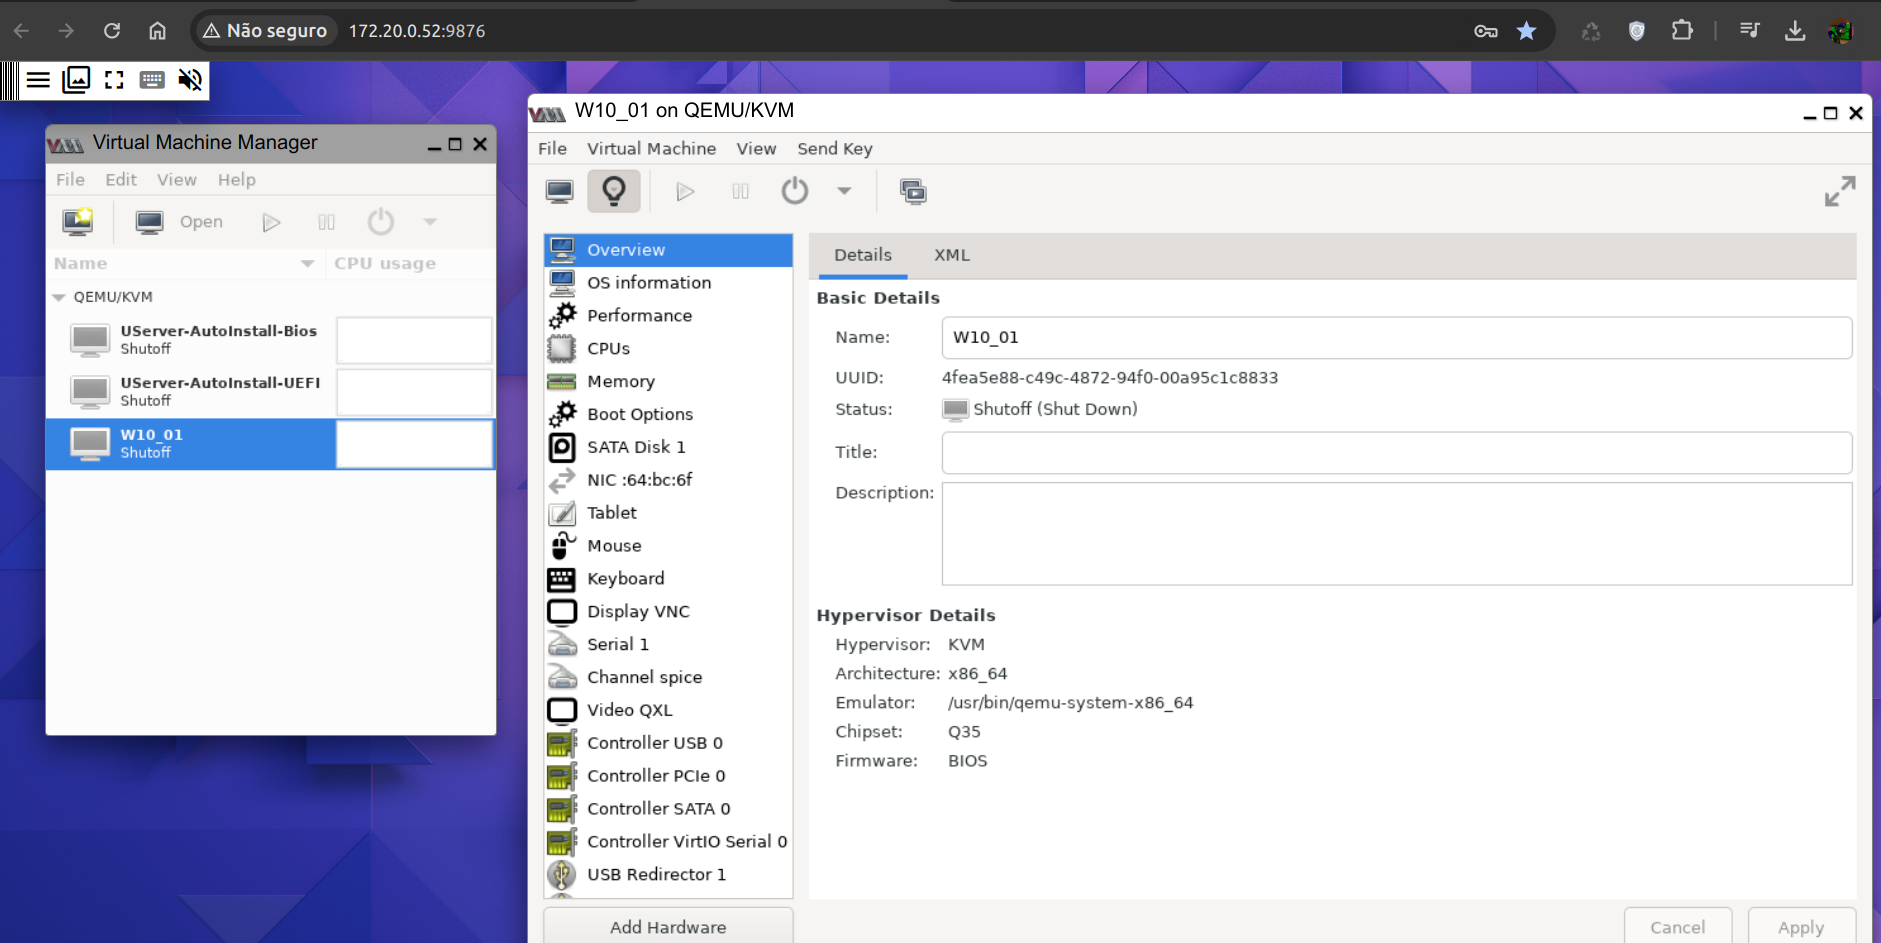 Não seguro 172.20.0.52:9876
Virtual Machine Manager
File Edit View Help
Open
Name CPU usage
QEMU/KVM
UServer-AutoInstall-Bios
Shutoff
UServer-AutoInstall-UEFI
Shutoff
W10_01
Shutoff
W10_01 on QEMU/KVM
File Virtual Machine View Send Key
Overview
OS information
Performance
CPUs
Memory
Boot Options
SATA Disk 1
NIC :64:bc:6f
Tablet
Mouse
Keyboard
Display VNC
Serial 1
Channel spice
Video QXL
Controller USB 0
Controller PCIe 0
Controller SATA 0
Controller VirtIO Serial 0
USB Redirector 1
Add Hardware
Details XML
Basic Details
Name: W10_01
UUID: 4fea5e88-c49c-4872-94f0-00a95c1c8833
Status: Shutoff (Shut Down)
Title:
Description:
Hypervisor Details
Hypervisor: KVM
Architecture: x86_64
Emulator: /usr/bin/qemu-system-x86_64
Chipset: Q35
Firmware: BIOS
Cancel Apply